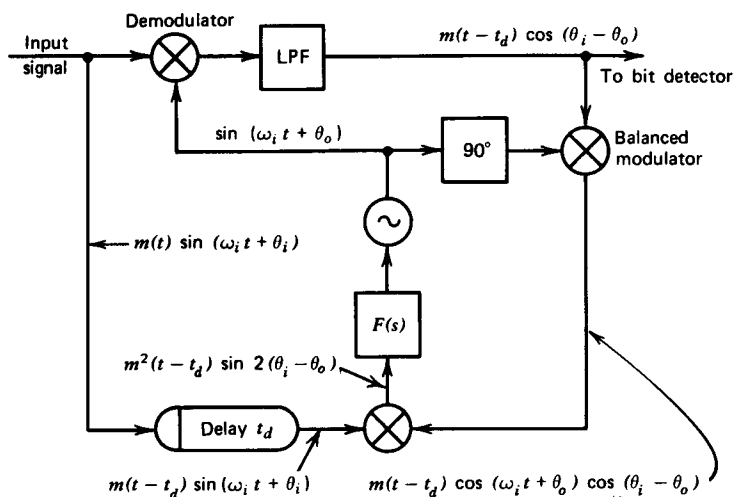 Demodulator
Input
signal
LPF
m(t − t_d) cos (θ_i − θ_o)
To bit detector
sin (ω_i t + θ_o)
90°
Balanced
modulator
~
m(t) sin (ω_i t + θ_i)
F(s)
m²(t − t_d) sin 2(θ_i − θ_o)
Delay t_d
m(t − t_d) sin (ω_i t + θ_i)
m(t − t_d) cos (ω_i t + θ_o) cos (θ_i − θ_o)